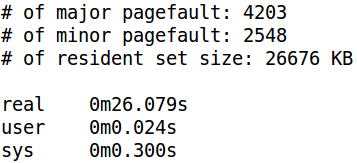 # of major pagefault: 4203
# of minor pagefault: 2548
# of resident set size: 26676 KB

real    0m26.079s
user    0m0.024s
sys     0m0.300s